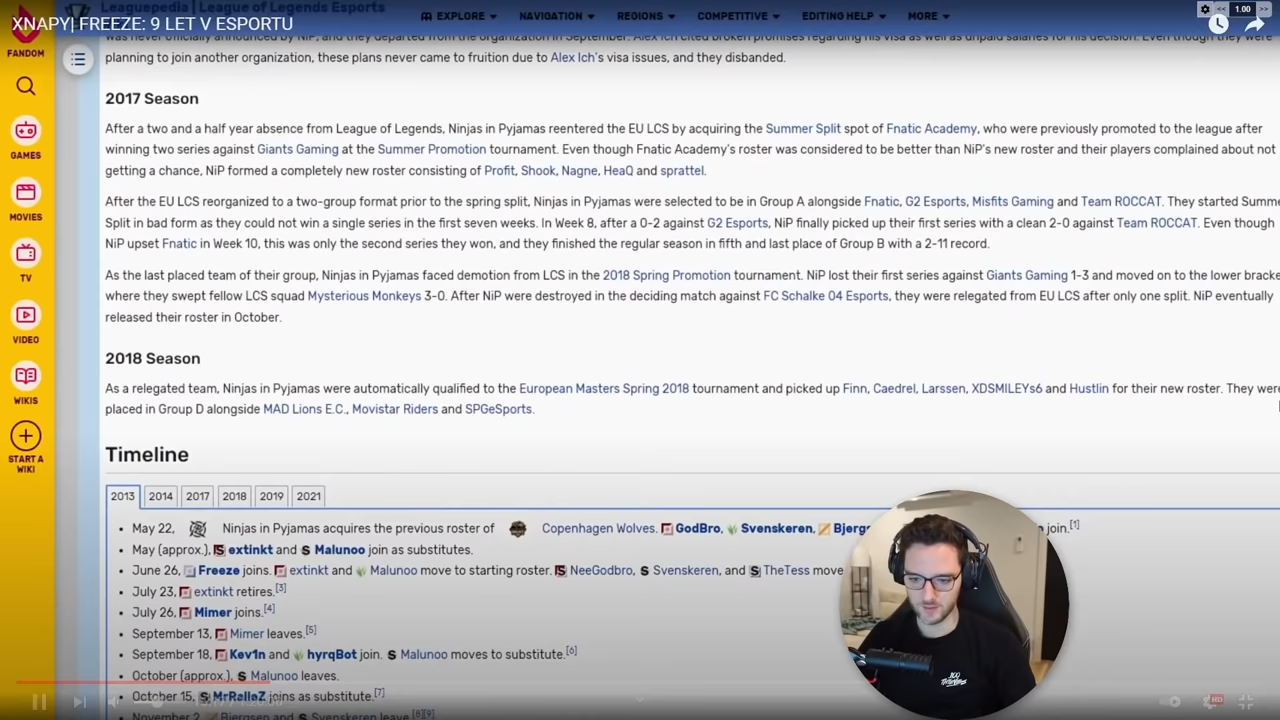 Leaguepedia | League of Legends Esports
EXPLORE NAVIGATION REGIONS COMPETITIVE EDITING HELP MORE
<< 1.00 >>
XNAPY | FREEZE: 9 LET V ESPORTU
FANDOM
was never officially announced by NiP, and they departed from the organization in September. Alex Ich cited broken promises regarding his visa as well as unpaid salaries for his decision. Even though they were
planning to join another organization, these plans never came to fruition due to Alex Ich's visa issues, and they disbanded.
2017 Season
After a two and a half year absence from League of Legends, Ninjas in Pyjamas reentered the EU LCS by acquiring the Summer Split spot of Fnatic Academy, who were previously promoted to the league after
winning two series against Giants Gaming at the Summer Promotion tournament. Even though Fnatic Academy's roster was considered to be better than NiP's new roster and their players complained about not
getting a chance, NiP formed a completely new roster consisting of Profit, Shook, Nagne, HeaQ and sprattel.
After the EU LCS reorganized to a two-group format prior to the spring split, Ninjas in Pyjamas were selected to be in Group A alongside Fnatic, G2 Esports, Misfits Gaming and Team ROCCAT. They started Summe
Split in bad form as they could not win a single series in the first seven weeks. In Week 8, after a 0-2 against G2 Esports, NiP finally picked up their first series with a clean 2-0 against Team ROCCAT. Even though
NiP upset Fnatic in Week 10, this was only the second series they won, and they finished the regular season in fifth and last place of Group B with a 2-11 record.
As the last placed team of their group, Ninjas in Pyjamas faced demotion from LCS in the 2018 Spring Promotion tournament. NiP lost their first series against Giants Gaming 1-3 and moved on to the lower bracke
where they swept fellow LCS squad Mysterious Monkeys 3-0. After NiP were destroyed in the deciding match against FC Schalke 04 Esports, they were relegated from EU LCS after only one split. NiP eventually
released their roster in October.
2018 Season
As a relegated team, Ninjas in Pyjamas were automatically qualified to the European Masters Spring 2018 tournament and picked up Finn, Caedrel, Larssen, XDSMILEYs6 and Hustlin for their new roster. They were
placed in Group D alongside MAD Lions E.C., Movistar Riders and SPGeSports.
Timeline
2013 2014 2017 2018 2019 2021
• May 22, Ninjas in Pyjamas acquires the previous roster of Copenhagen Wolves. GodBro, Svenskeren, Bjerg join.[1]
• May (approx.), extinkt and Malunoo join as substitutes.
• June 26, Freeze joins. extinkt and Malunoo move to starting roster. NeeGodbro, Svenskeren, and TheTess move
• July 23, extinkt retires.[3]
• July 26, Mimer joins.[4]
• September 13, Mimer leaves.[5]
• September 18, Kev1n and hyrqBot join. Malunoo moves to substitute.[6]
• October (approx.), Malunoo leaves.
• October 15, MrRalleZ joins as substitute.[7]
• November 2, Bjergsen and Svenskeren leave.[8][9]
GAMES
MOVIES
TV
VIDEO
WIKIS
START A
WIKI
100
Thieves
HD